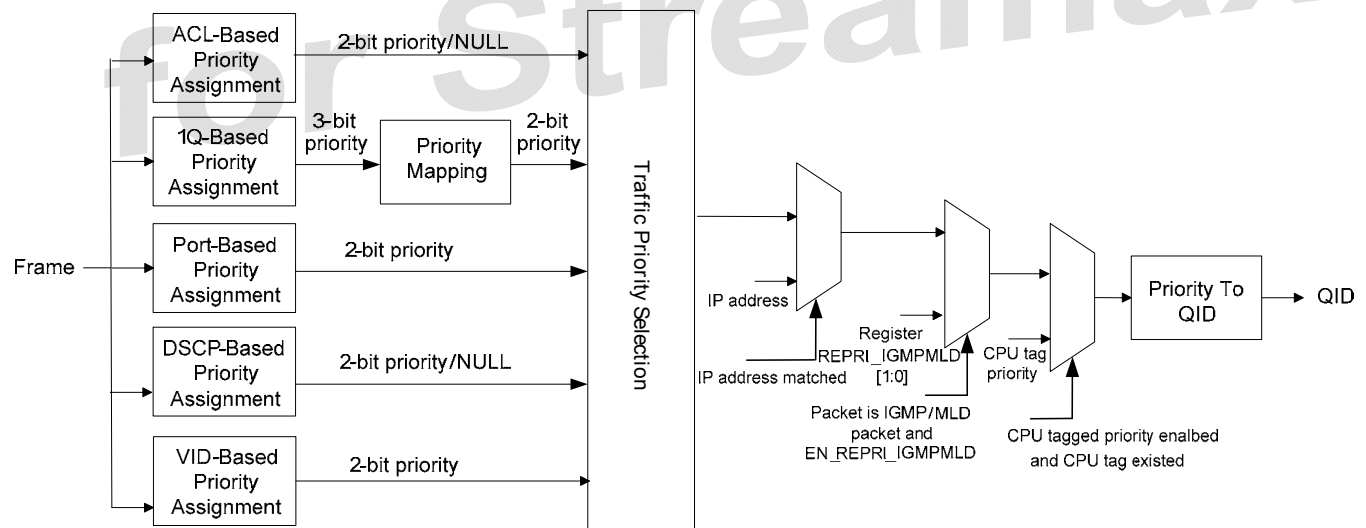 for Streamax
ACL-Based
Priority
Assignment
2-bit priority/NULL
1Q-Based
Priority
Assignment
3-bit
priority
Priority
Mapping
2-bit
priority
Port-Based
Priority
Assignment
2-bit priority
Frame
DSCP-Based
Priority
Assignment
2-bit priority/NULL
VID-Based
Priority
Assignment
2-bit priority
Traffic Priority Selection
IP address
IP address matched
Register
REPRI_IGMPMLD
[1:0]
Packet is IGMP/MLD
packet and
EN_REPRI_IGMPMLD
CPU tag
priority
CPU tagged priority enalbed
and CPU tag existed
Priority To
QID
QID